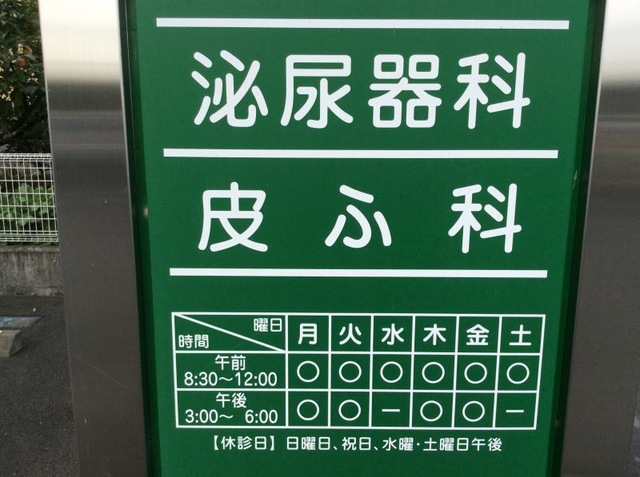 泌尿器科
皮ふ科
曜日 時間 月 火 水 木 金 土
午前 8:30〜12:00 ○ ○ ○ ○ ○ ○
午後 3:00〜 6:00 ○ ○ ー ○ ○ ー
【休診日】日曜日、祝日、水曜・土曜日午後